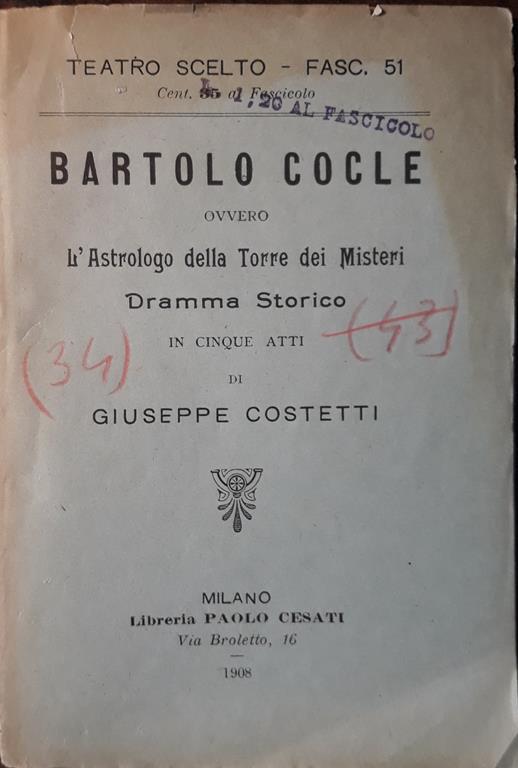 TEATRO SCELTO - FASC. 51
Cent. 35 al Fascicolo
L. 1,20 AL FASCICOLO
BARTOLO COCLE
OVVERO
L'Astrologo della Torre dei Misteri
Dramma Storico
(34)
IN CINQUE ATTI
(43)
DI
GIUSEPPE COSTETTI
MILANO
Libreria PAOLO CESATI
Via Broletto, 16
1908